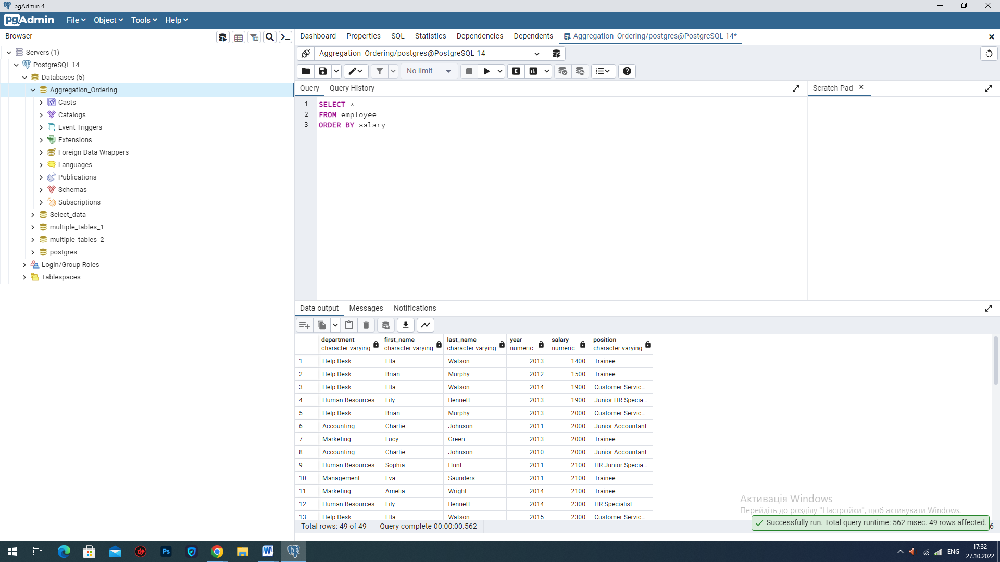 pgAdmin 4
pgAdmin File Object Tools Help
Browser
Dashboard Properties SQL Statistics Dependencies Dependents Aggregation_Ordering/postgres@PostgreSQL 14*
Servers (1)
PostgreSQL 14
Databases (5)
Aggregation_Ordering
Casts
Catalogs
Event Triggers
Extensions
Foreign Data Wrappers
Languages
Publications
Schemas
Subscriptions
Select_data
multiple_tables_1
multiple_tables_2
postgres
Login/Group Roles
Tablespaces
Aggregation_Ordering/postgres@PostgreSQL 14
No limit
E
Query Query History
Scratch Pad
1 SELECT *
2 FROM employee
3 ORDER BY salary
Data output Messages Notifications
department first_name last_name year salary position
character varying character varying character varying numeric numeric character varying
1 Help Desk Ella Watson 2013 1400 Trainee
2 Help Desk Brian Murphy 2012 1500 Trainee
3 Help Desk Ella Watson 2014 1900 Customer Servic...
4 Human Resources Lily Bennett 2013 1900 Junior HR Specia...
5 Help Desk Brian Murphy 2013 2000 Customer Servic...
6 Accounting Charlie Johnson 2011 2000 Junior Accountant
7 Marketing Lucy Green 2013 2000 Trainee
8 Accounting Charlie Johnson 2010 2000 Junior Accountant
9 Human Resources Sophia Hunt 2011 2100 HR Junior Specia...
10 Management Eva Saunders 2011 2100 Trainee
11 Marketing Amelia Wright 2014 2100 Trainee
12 Human Resources Lily Bennett 2014 2300 HR Specialist
13 Help Desk Ella Watson 2015 2300 Customer Servic...
Активація Windows
Перейдіть до розділу "Настройки", щоб активувати Windows.
Successfully run. Total query runtime: 562 msec. 49 rows affected.
Total rows: 49 of 49 Query complete 00:00:00.562
6
Ps
W
ENG
17:32
27.10.2022